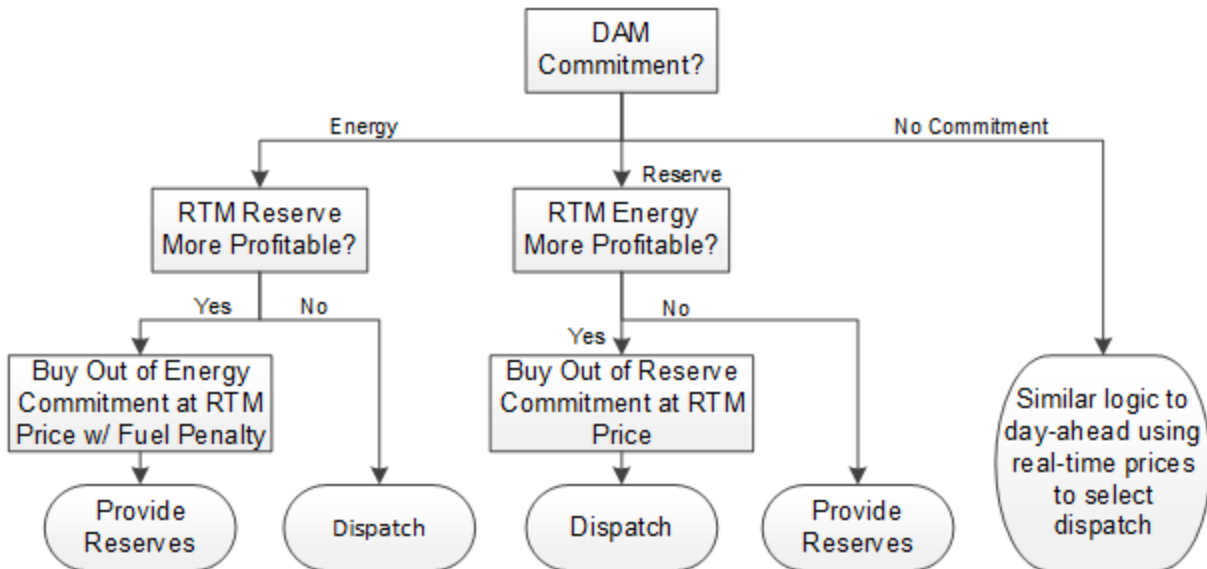 DAM
Commitment?
Energy
No Commitment
Reserve
RTM Reserve
More Profitable?
RTM Energy
More Profitable?
Yes
No
Yes
No
Buy Out of Energy
Commitment at RTM
Price w/ Fuel Penalty
Buy Out of Reserve
Commitment at RTM
Price
Similar logic to
day-ahead using
real-time prices
to select
dispatch
Provide
Reserves
Dispatch
Dispatch
Provide
Reserves